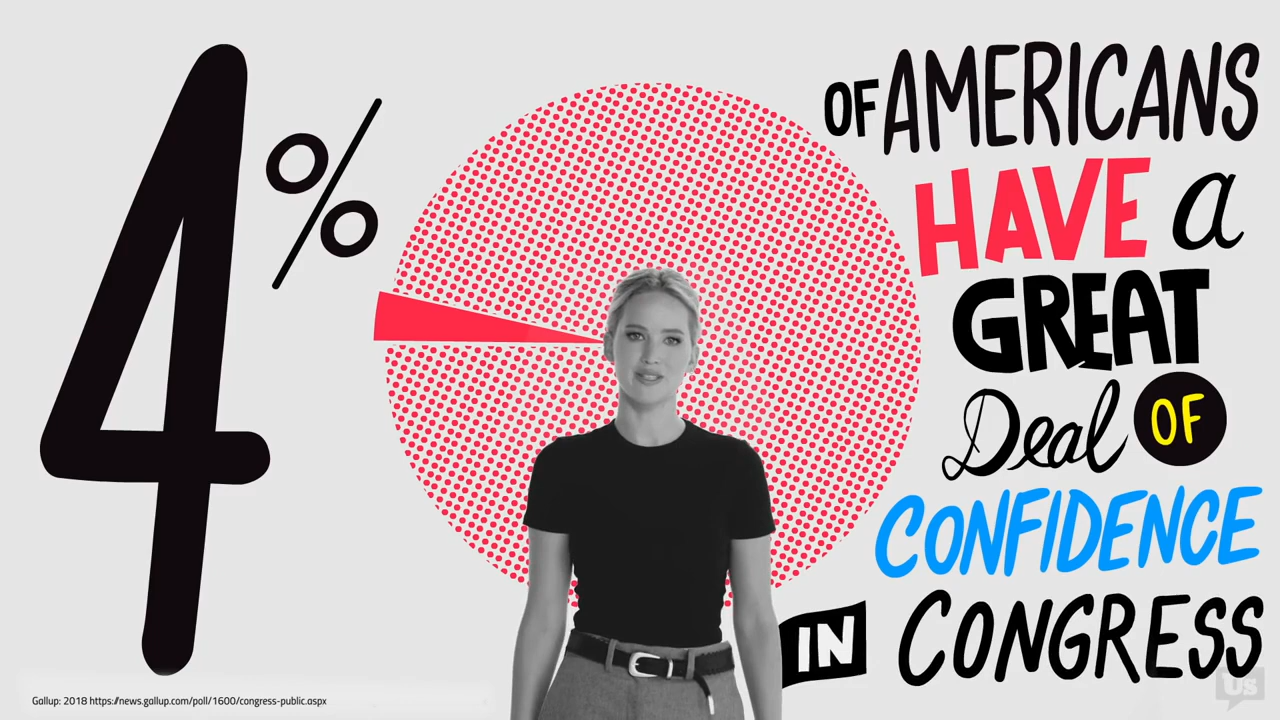 4%
OF AMERICANS
HAVE a
GREAT
Deal OF
CONFIDENCE
IN CONGRESS
Gallup: 2018 https://news.gallup.com/poll/1600/congress-public.aspx
US